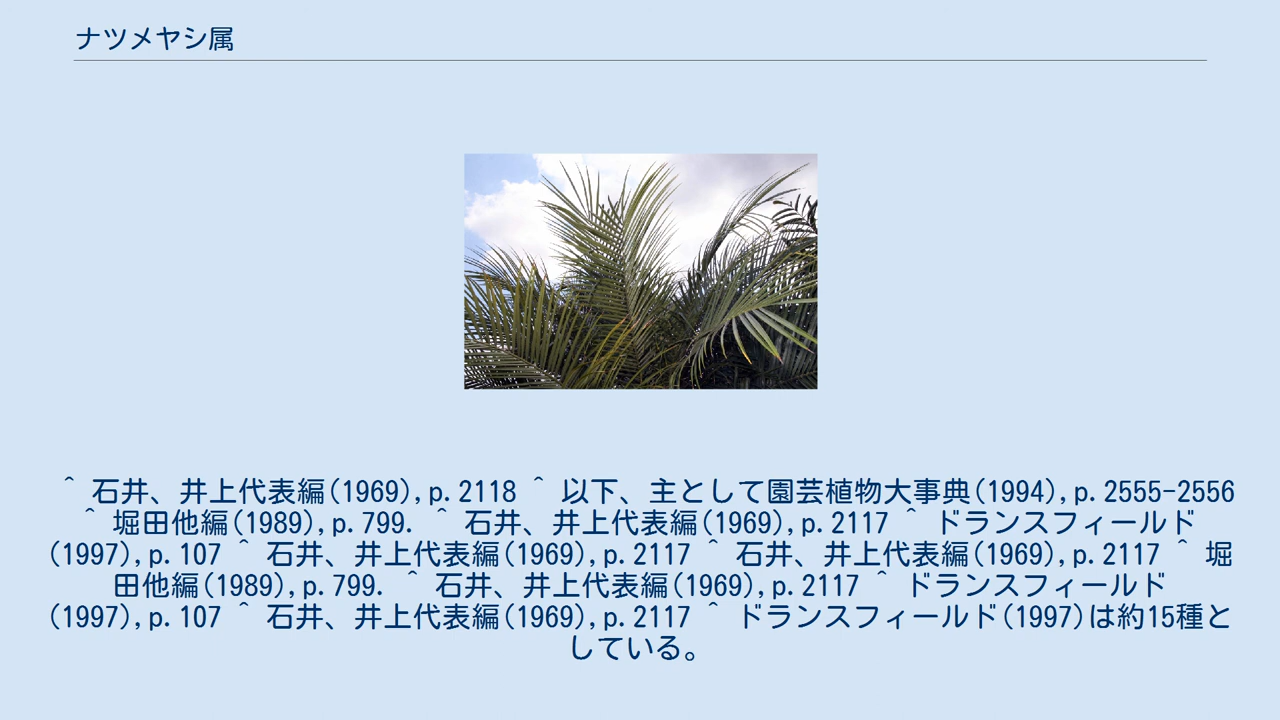 ナツメヤシ属
^ 石井、井上代表編(1969),p.2118 ^ 以下、主として園芸植物大事典(1994),p.2555-2556
^ 堀田他編(1989),p.799. ^ 石井、井上代表編(1969),p.2117 ^ ドランスフィールド
(1997),p.107 ^ 石井、井上代表編(1969),p.2117 ^ 石井、井上代表編(1969),p.2117 ^ 堀
田他編(1989),p.799. ^ 石井、井上代表編(1969),p.2117 ^ ドランスフィールド
(1997),p.107 ^ 石井、井上代表編(1969),p.2117 ^ ドランスフィールド(1997)は約15種と
している。